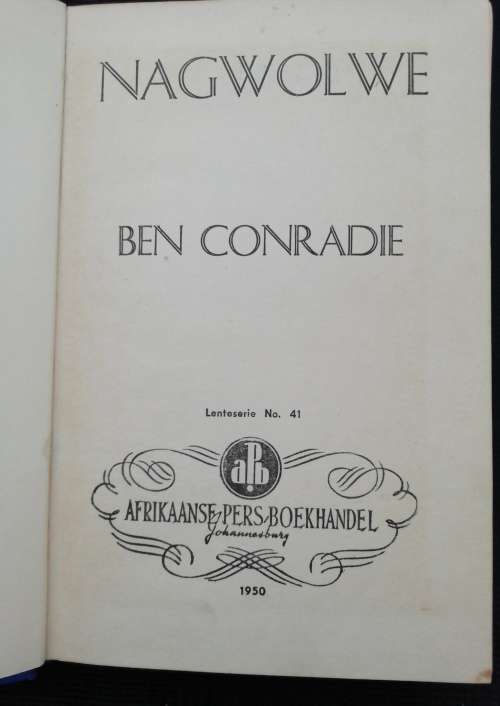 NAGWOLWE
BEN CONRADIE
Lenteserie No. 41
aPb
AFRIKAANSE PERS BOEKHANDEL
Johannesburg
1950